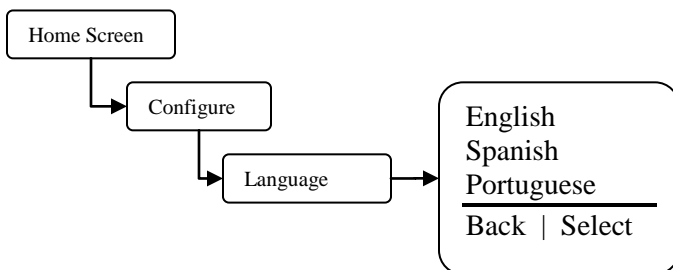 Home Screen
Configure
Language
English
Spanish
Portuguese
Back | Select